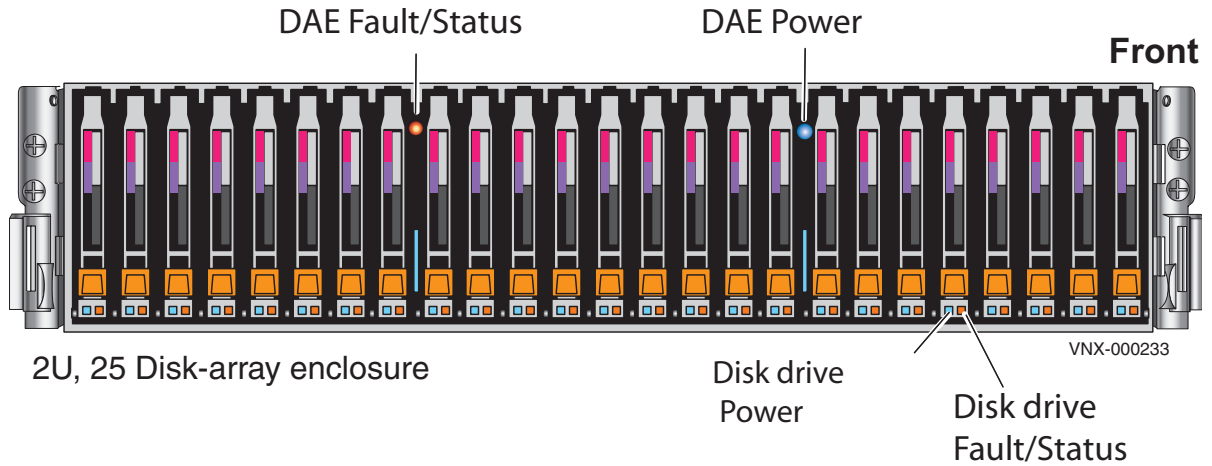 DAE Fault/Status
DAE Power
Front
VNX-000233
2U, 25 Disk-array enclosure
Disk drive
Power
Disk drive
Fault/Status